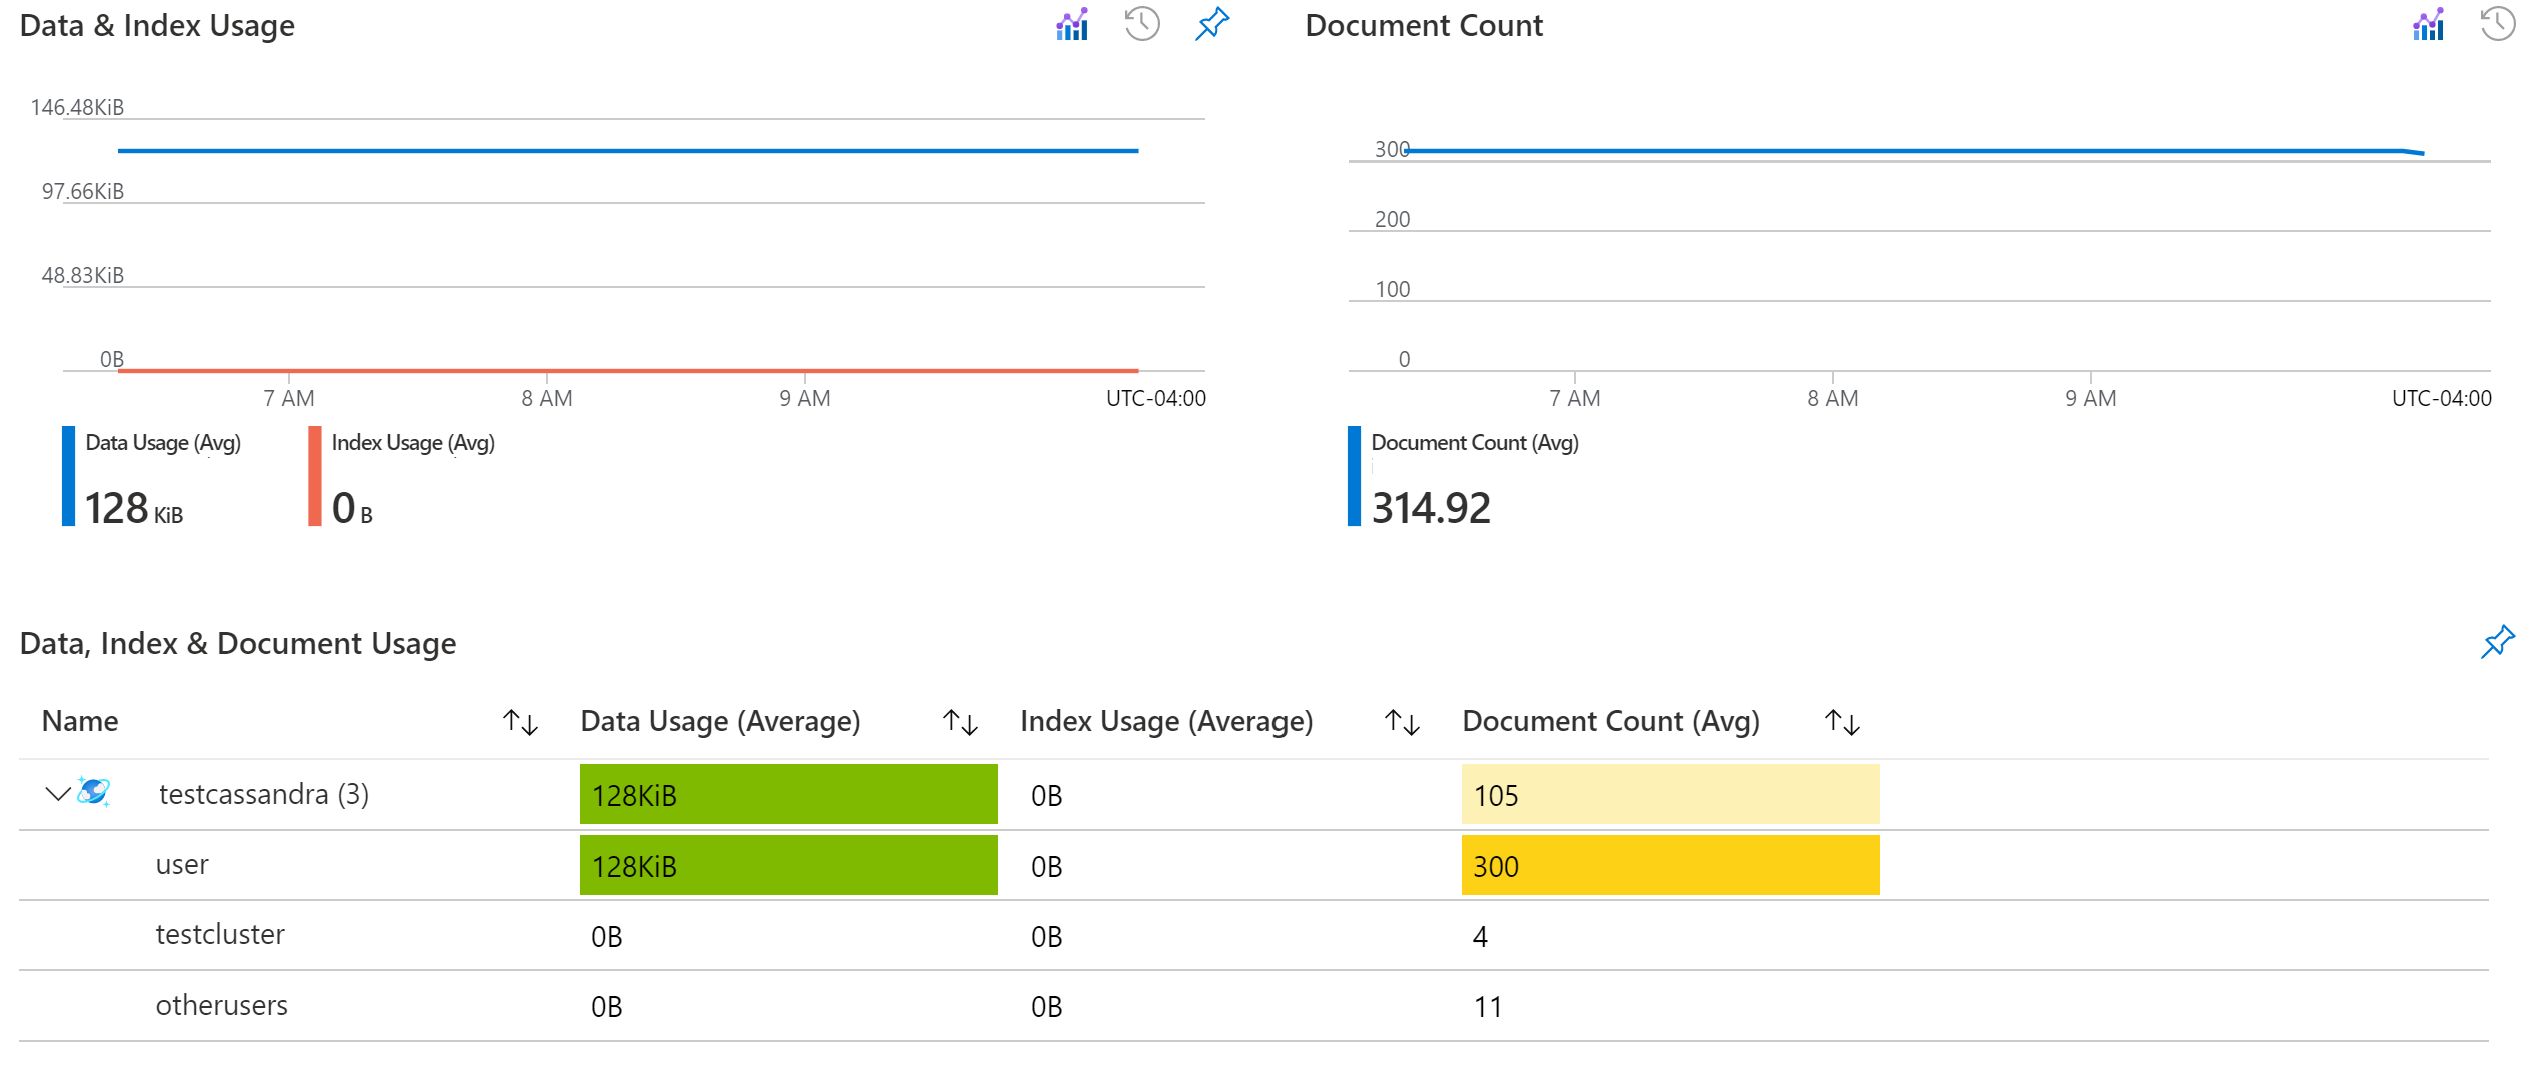 Data & Index Usage
146.48KiB
97.66KiB
48.83KiB
0B
7 AM 8 AM 9 AM UTC-04:00
Data Usage (Avg) Index Usage (Avg)
128 KiB 0 B
Document Count
300
200
100
0
7 AM 8 AM 9 AM UTC-04:00
Document Count (Avg)
314.92
Data, Index & Document Usage
Name Data Usage (Average) Index Usage (Average) Document Count (Avg)
testcassandra (3) 128KiB 0B 105
user 128KiB 0B 300
testcluster 0B 0B 4
otherusers 0B 0B 11